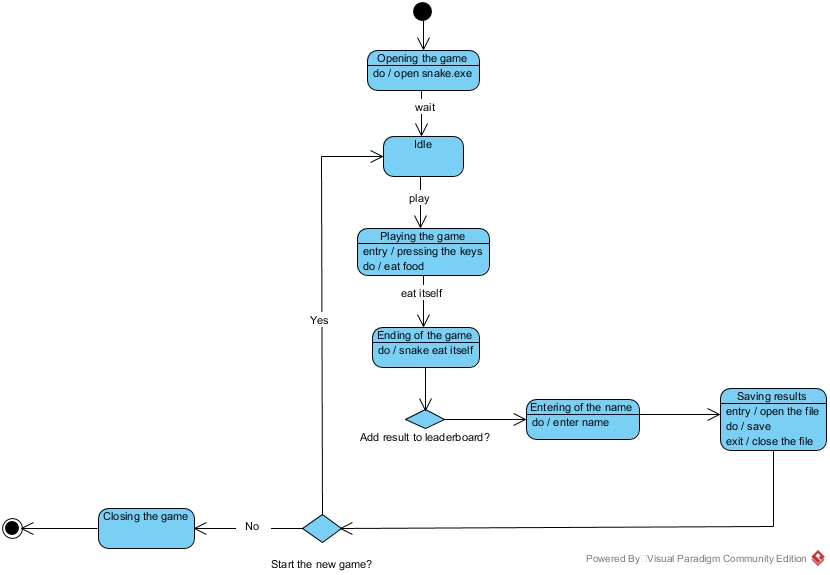 Opening the game
do / open snake.exe
wait
Idle
play
Playing the game
entry / pressing the keys
do / eat food
eat itself
Yes
Ending of the game
do / snake eat itself
Add result to leaderboard?
Entering of the name
do / enter name
Saving results
entry / open the file
do / save
exit / close the file
Closing the game
No
Start the new game?
Powered By Visual Paradigm Community Edition